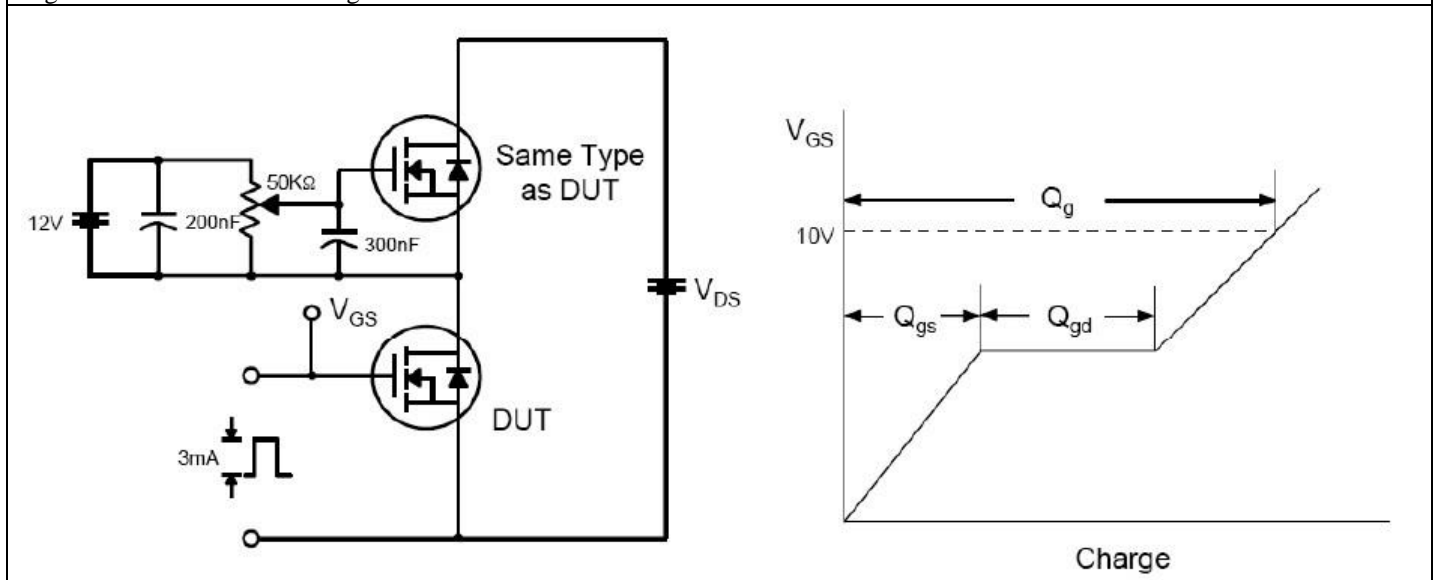 12V
200nF
50KΩ
300nF
Same Type
as DUT
V_GS
DUT
3mA
V_DS
V_GS
10V
Q_g
Q_gs
Q_gd
Charge